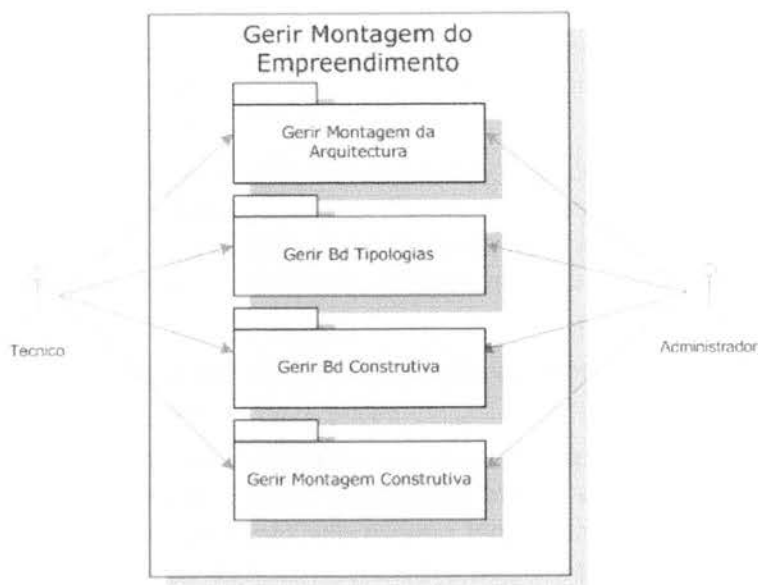 Gerir Montagem do
Empreendimento
Gerir Montagem da
Arquitectura
Gerir Bd Tipologias
Gerir Bd Construtiva
Gerir Montagem Construtiva
Tecnico
Administrador